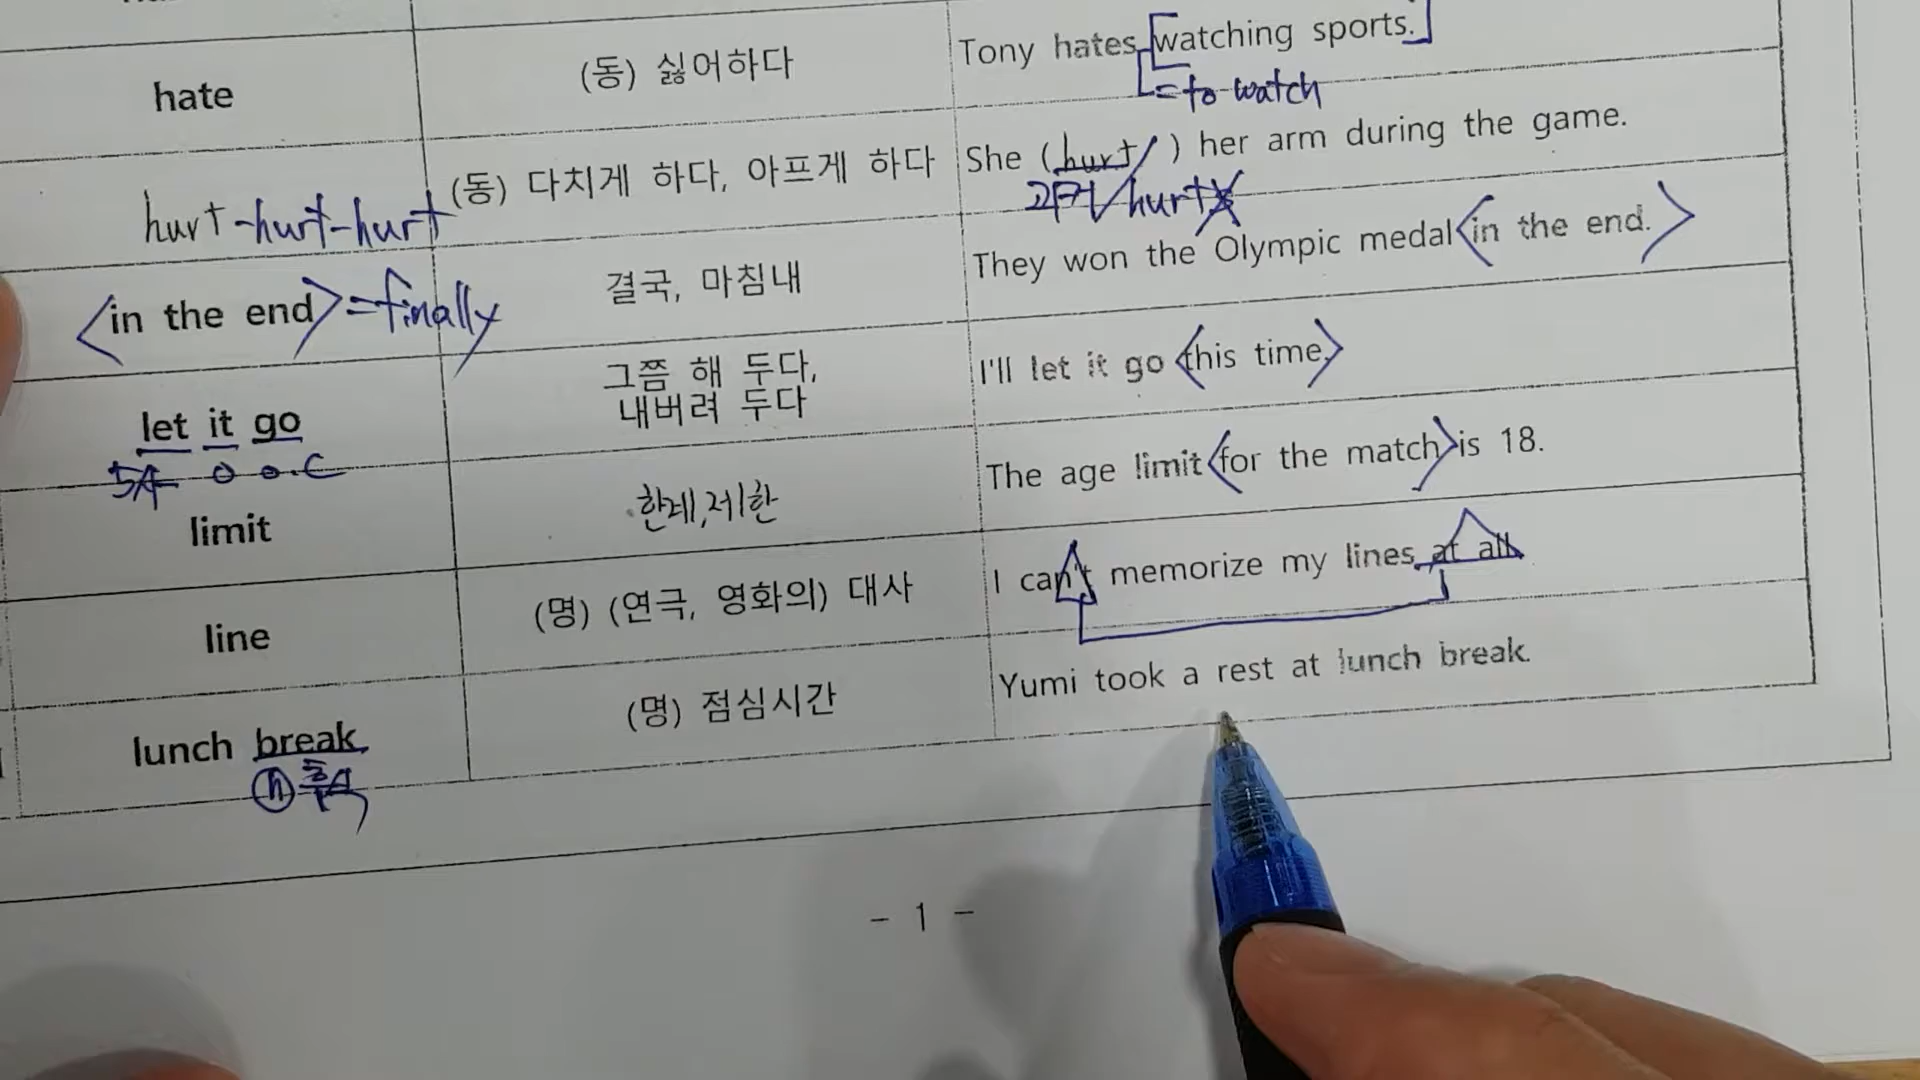 hate
(동) 싫어하다
Tony hates watching sports.
= to watch
hurt-hurt-hurt
(동) 다치게 하다, 아프게 하다
She (hurt/ ) her arm during the game.
과거/hurts
<in the end>=finally
결국, 마침내
They won the Olympic medal <in the end.>
let it go
5A O O.C
그쯤 해 두다,
내버려 두다
I'll let it go <this time.>
limit
한계, 제한
The age limit <for the match> is 18.
line
(명) (연극, 영화의) 대사
I can't memorize my lines at all.
lunch break
n 휴식
(명) 점심시간
Yumi took a rest at lunch break.
- 1 -